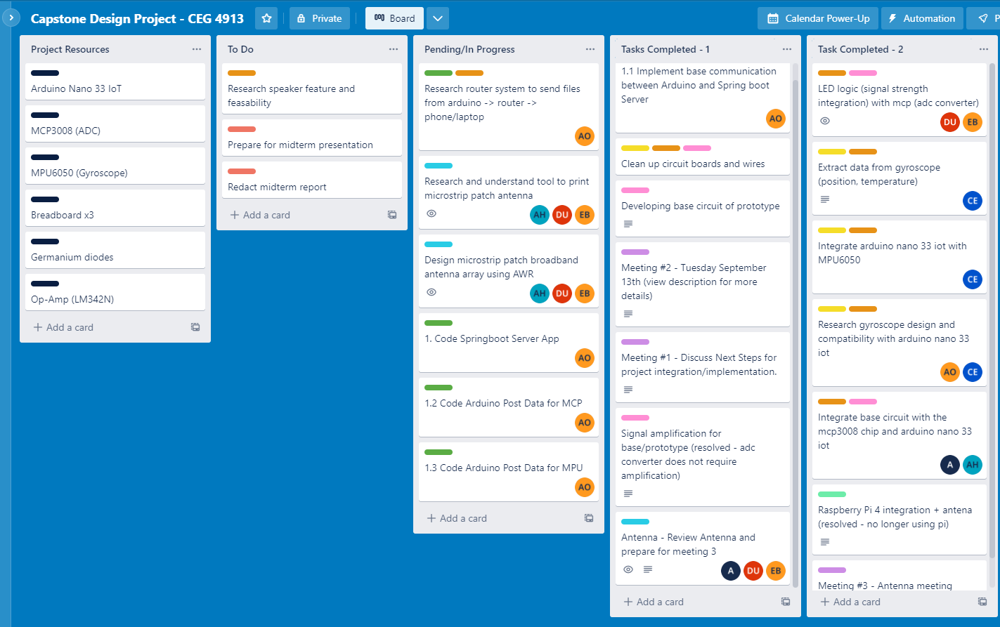 Capstone Design Project - CEG 4913
Private
Board
Calendar Power-Up
Automation
P
Project Resources
Arduino Nano 33 IoT
MCP3008 (ADC)
MPU6050 (Gyroscope)
Breadboard x3
Germanium diodes
Op-Amp (LM342N)
Add a card
To Do
Research speaker feature and
feasability
Prepare for midterm presentation
Redact midterm report
Add a card
Pending/In Progress
Research router system to send files
from arduino -> router ->
phone/laptop
AO
Research and understand tool to print
microstrip patch antenna
AH DU EB
Design microstrip patch broadband
antenna array using AWR
AH DU EB
1. Code Springboot Server App
AO
1.2 Code Arduino Post Data for MCP
AO
1.3 Code Arduino Post Data for MPU
AO
Add a card
Tasks Completed - 1
1.1 Implement base communication
between Arduino and Spring boot
Server
AO
Clean up circuit boards and wires
Developing base circuit of prototype
Meeting #2 - Tuesday September
13th (view description for more
details)
Meeting #1 - Discuss Next Steps for
project integration/implementation.
Signal amplification for
base/prototype (resolved - adc
converter does not require
amplification)
Antenna - Review Antenna and
prepare for meeting 3
A DU EB
Add a card
Task Completed - 2
LED logic (signal strength
integration) with mcp (adc converter)
DU EB
Extract data from gyroscope
(position, temperature)
CE
Integrate arduino nano 33 iot with
MPU6050
CE
Research gyroscope design and
compatibility with arduino nano 33
iot
AO CE
Integrate base circuit with the
mcp3008 chip and arduino nano 33
iot
A AH
Raspberry Pi 4 integration + antena
(resolved - no longer using pi)
Meeting #3 - Antenna meeting
Add a card